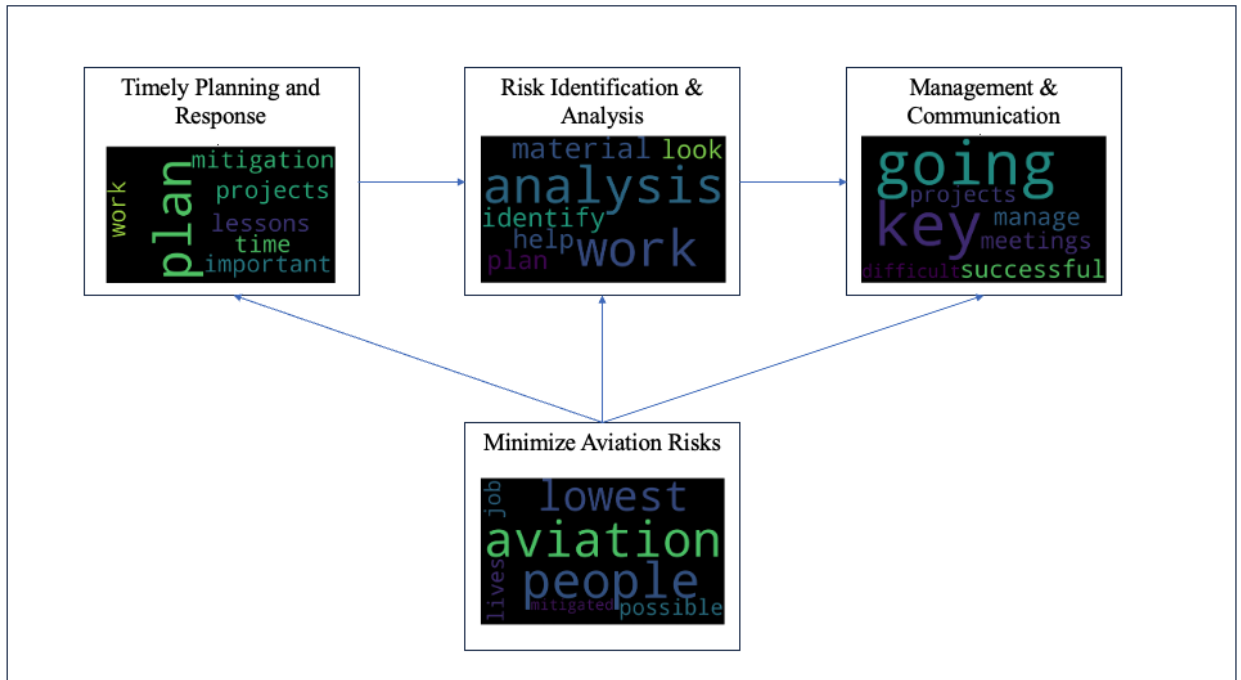 Timely Planning and
Response
mitigation
projects
work
plan
lessons
time
important
Risk Identification &
Analysis
material look
analysis
identify
help work
plan
Management &
Communication
going
projects
key manage
meetings
difficult successful
Minimize Aviation Risks
job lowest
aviation
people
lives
mitigated possible